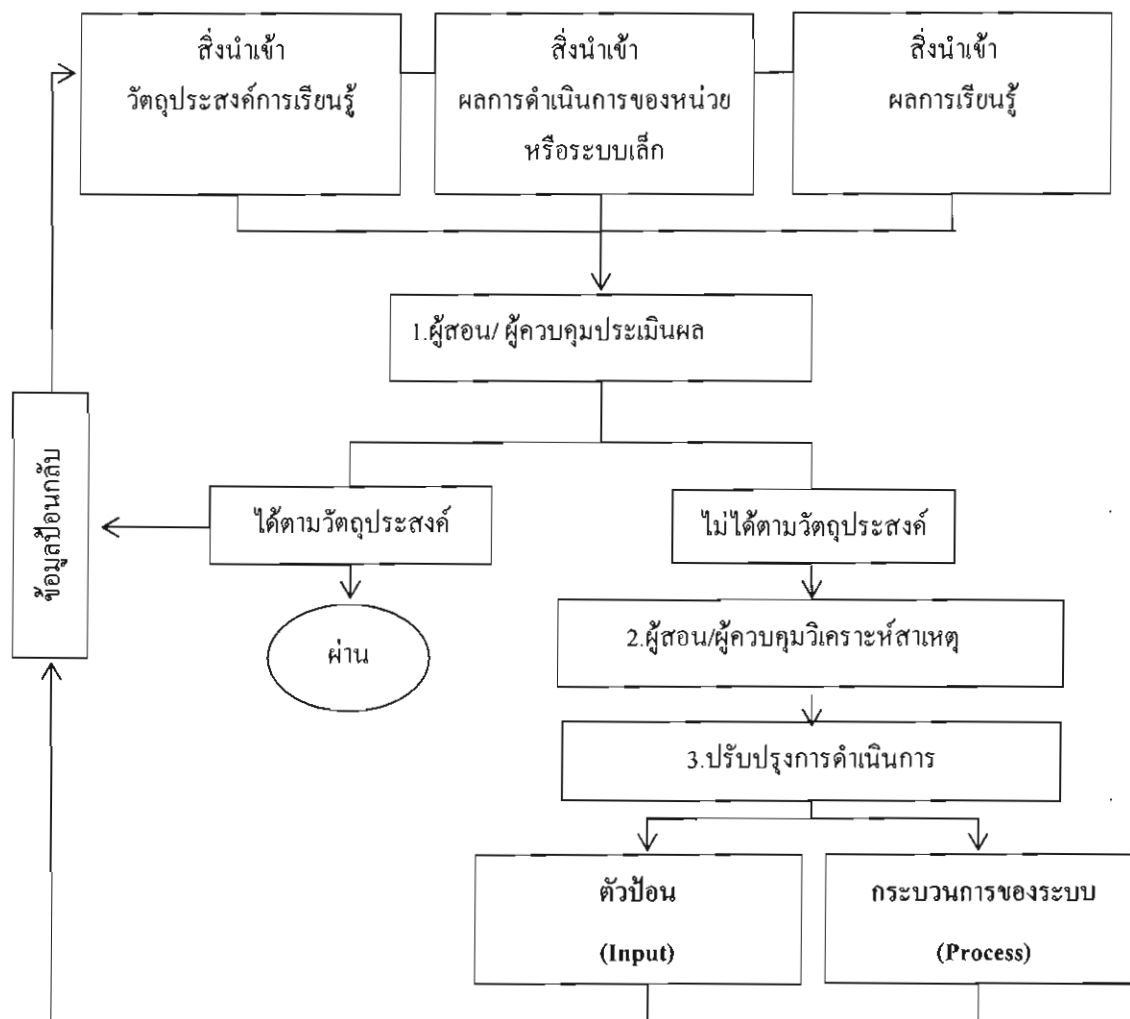 สิ่งนำเข้า
วัตถุประสงค์การเรียนรู้
สิ่งนำเข้า
ผลการดำเนินการของหน่วย
หรือระบบเล็ก
สิ่งนำเข้า
ผลการเรียนรู้
1.ผู้สอน/ ผู้ควบคุมประเมินผล
ข้อมูลป้อนกลับ
ได้ตามวัตถุประสงค์
ไม่ได้ตามวัตถุประสงค์
ผ่าน
2.ผู้สอน/ผู้ควบคุมวิเคราะห์สาเหตุ
3.ปรับปรุงการดำเนินการ
ตัวป้อน
(Input)
กระบวนการของระบบ
(Process)